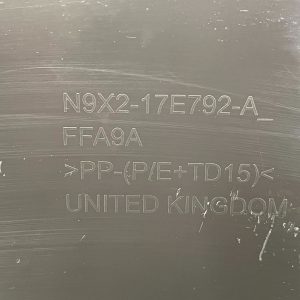 N9X2-17E792-A_
FFA9A
>PP-(P/E+TD15)<
UNITED KINGDOM